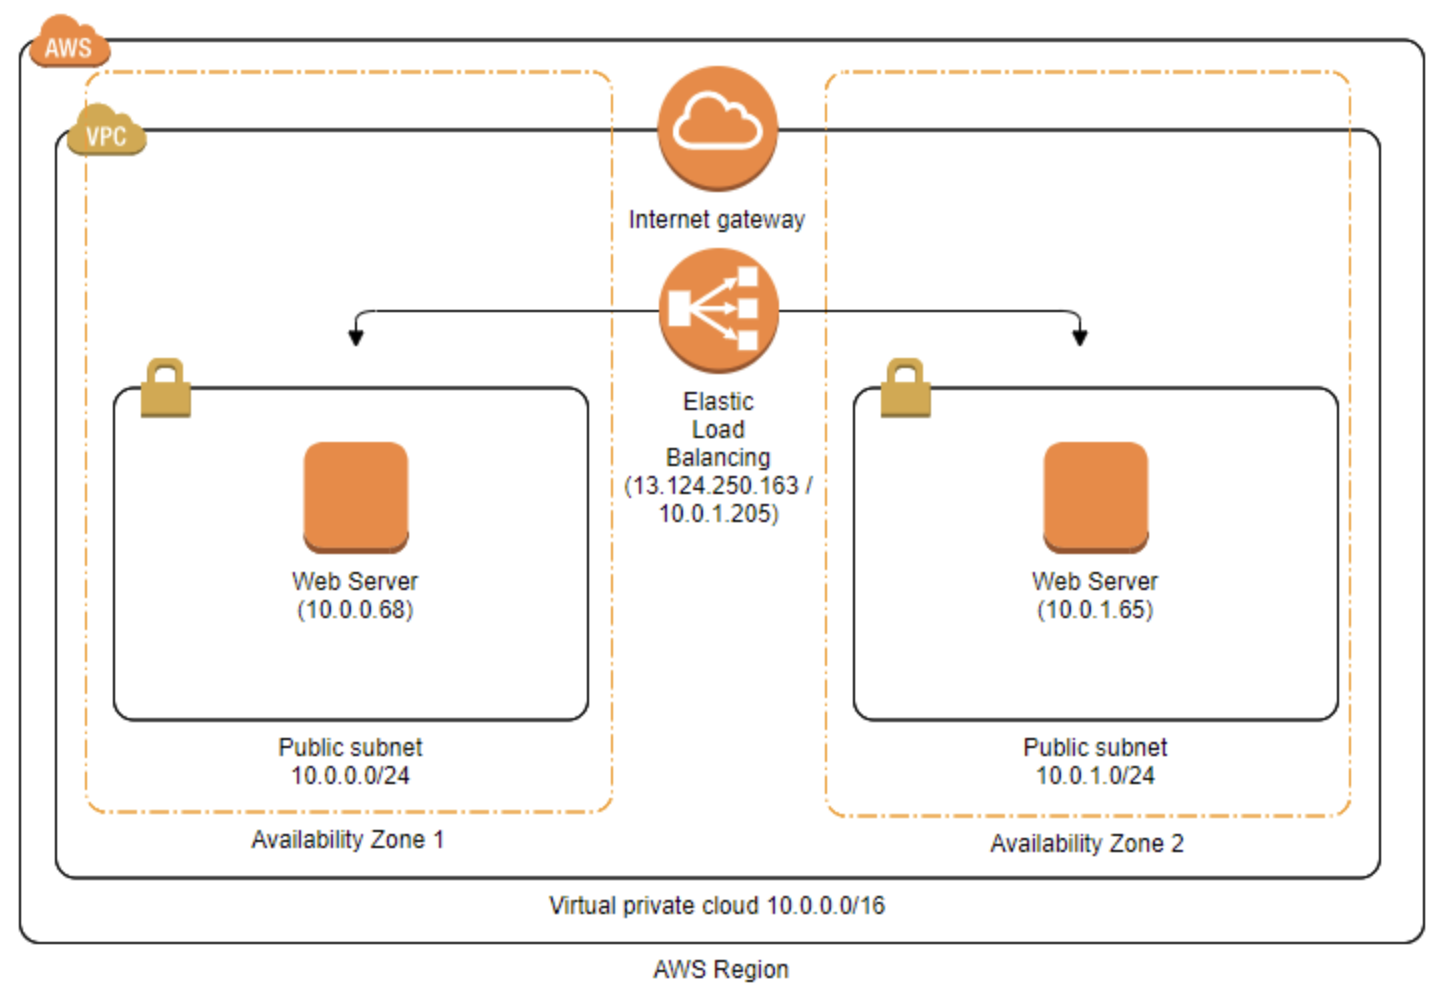 AWS
VPC
Internet gateway
Elastic
Load
Balancing
(13.124.250.163 /
10.0.1.205)
Web Server
(10.0.0.68)
Web Server
(10.0.1.65)
Public subnet
10.0.0.0/24
Public subnet
10.0.1.0/24
Availability Zone 1
Availability Zone 2
Virtual private cloud 10.0.0.0/16
AWS Region